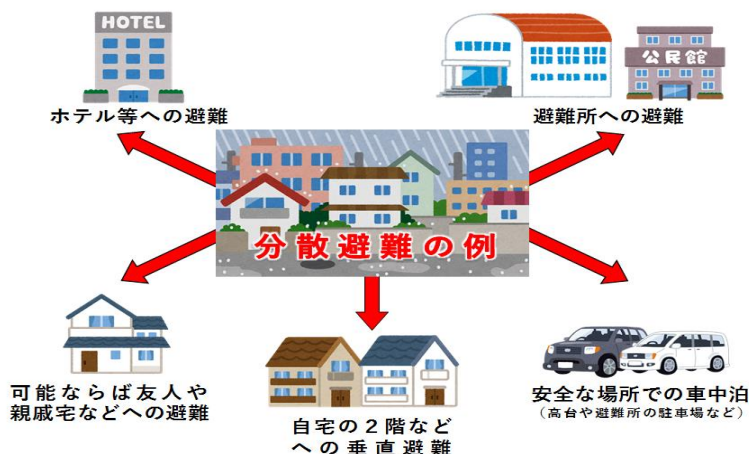 HOTEL
公民館
ホテル等への避難
避難所への避難
分散避難の例
可能ならば友人や
親戚宅などへの避難
自宅の２階など
への垂直避難
安全な場所での車中泊
（高台や避難所の駐車場など）